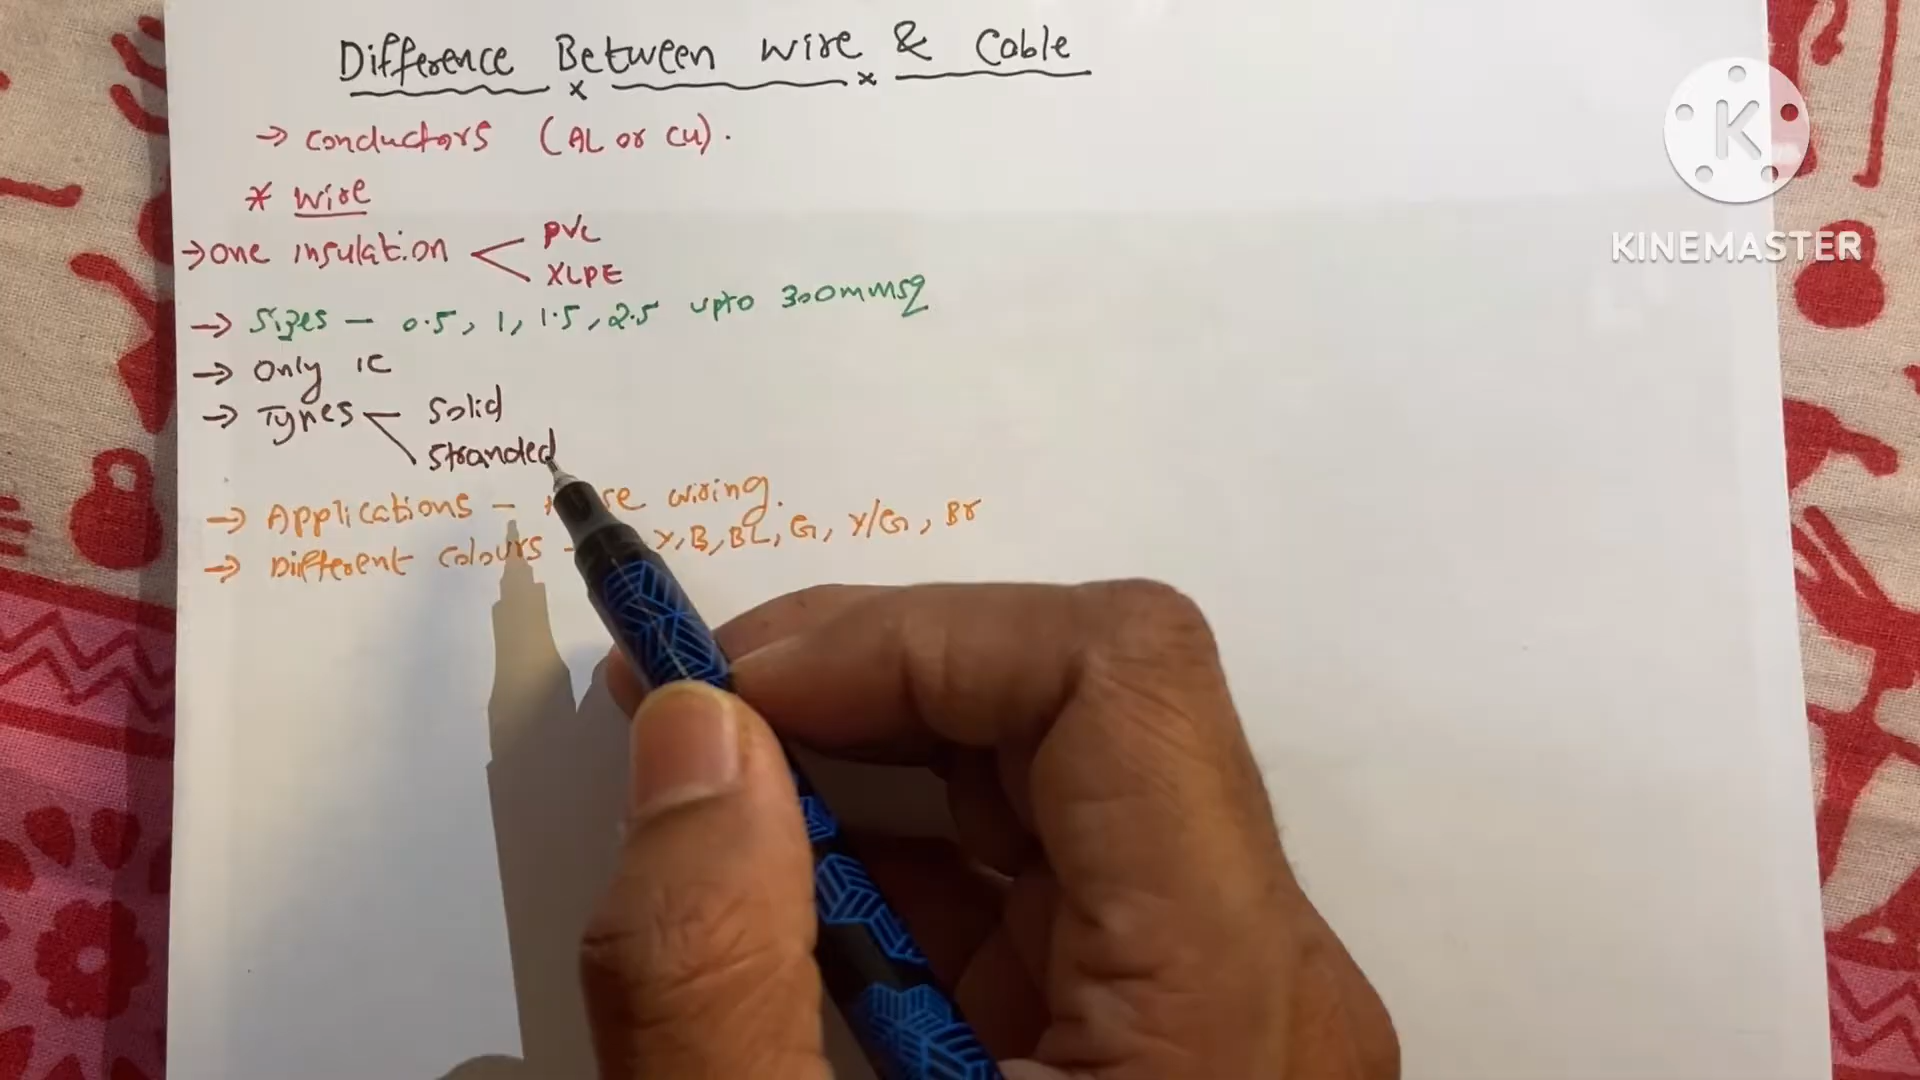 Difference Between Wire & Cable
→ Conductors (AL or Cu).
* Wire
→ One insulation
PVC
XLPE
→ Sizes – 0.5, 1, 1.5, 2.5 upto 300mmsq
→ Only 1C
→ Types
Solid
Stranded
→ Applications – wiring.
→ Different Colours – Y, B, BL, G, Y/G, Br
K
KINEMASTER